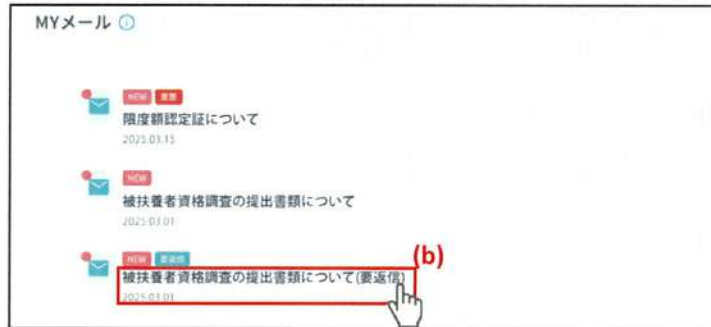 MYメール ⓘ
NEW 重要
限度額認定証について
2025.03.15
NEW
被扶養者資格調査の提出書類について
2025.03.01
NEW 要返信
(b)
被扶養者資格調査の提出書類について(要返信)
2025.03.01